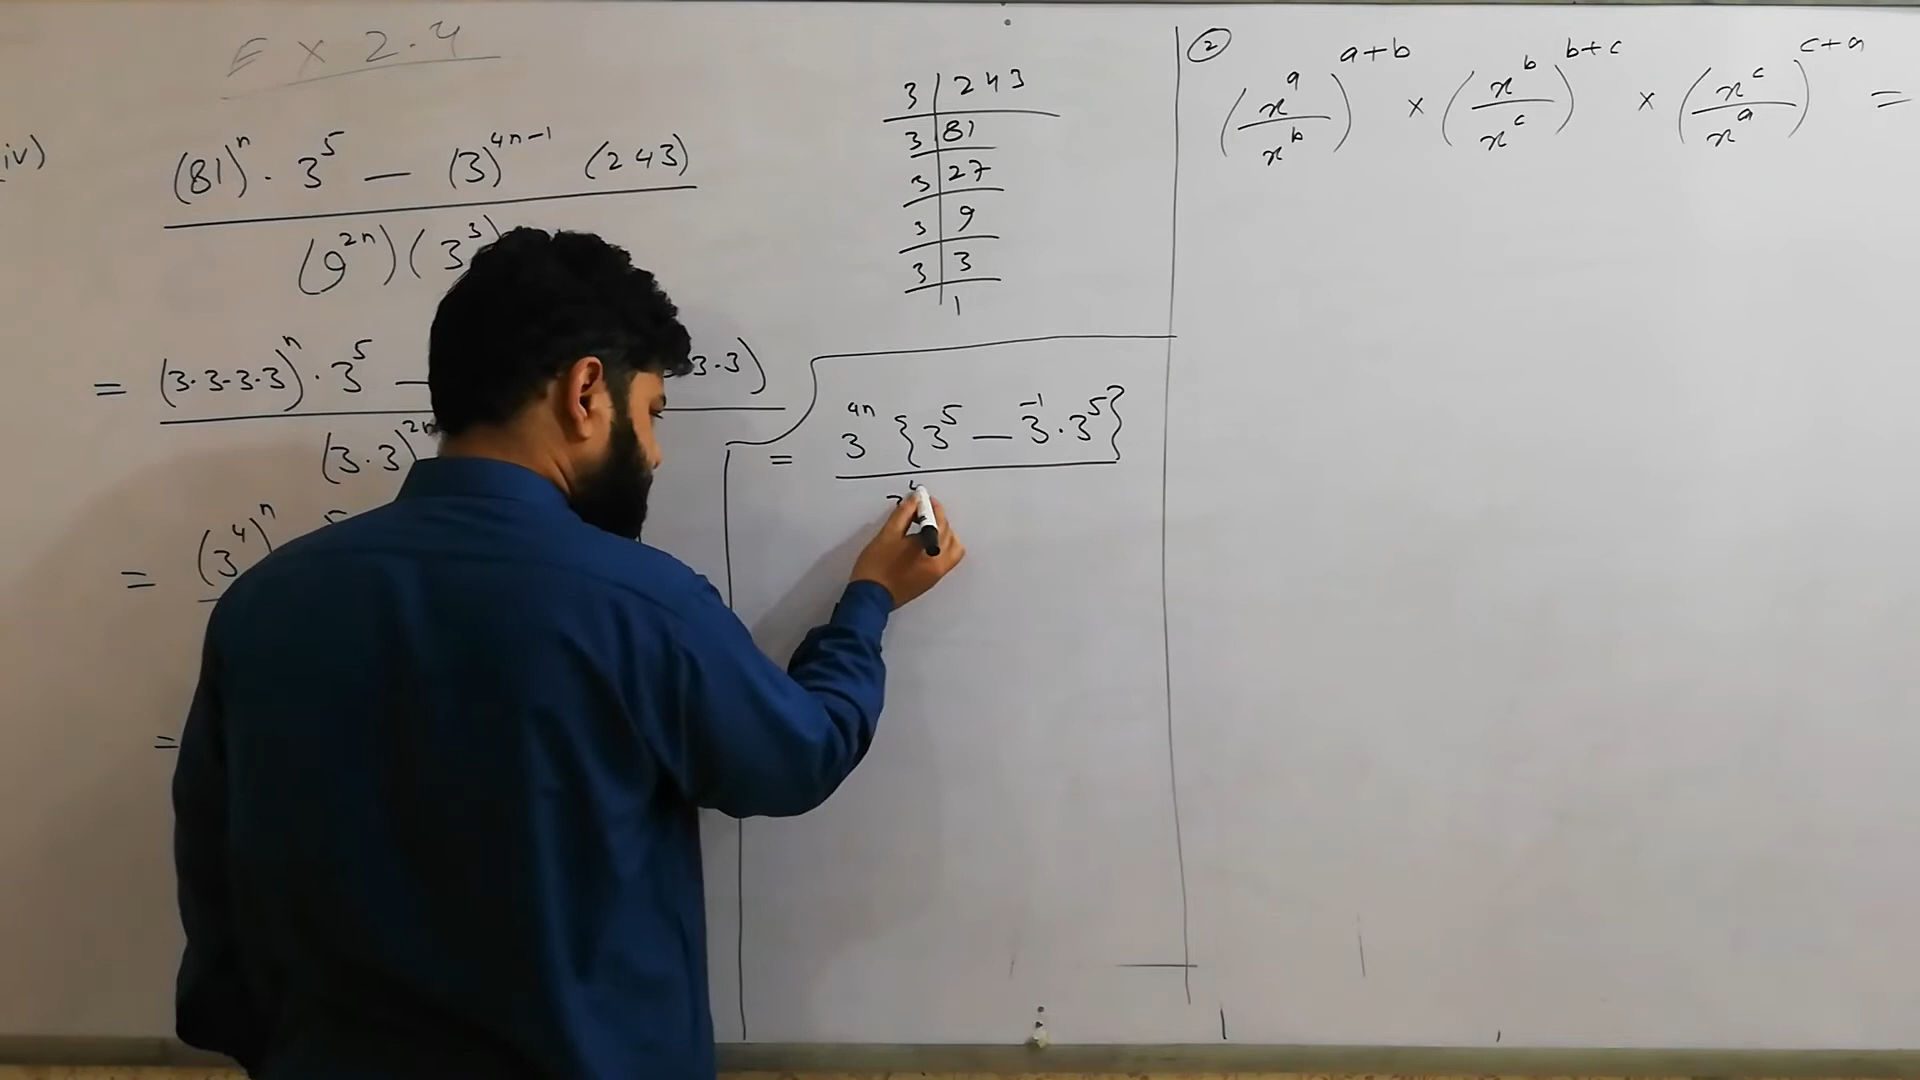 EX 2.4
iv)
(81)^n . 3^5 — (3)^{4n-1} (243)
(9^{2n}) (3^3)
= (3.3.3.3)^n . 3^5 — 3.3)
(3.3)^{2n}
= (3^4)^n
=
3 | 243
3 | 81
3 | 27
3 | 9
3 | 3
1
= 3^{4n} {3^5 — 3^{-1} . 3^5}
②
(x^a / x^b)^{a+b} × (x^b / x^c)^{b+c} × (x^c / x^a)^{c+a} =